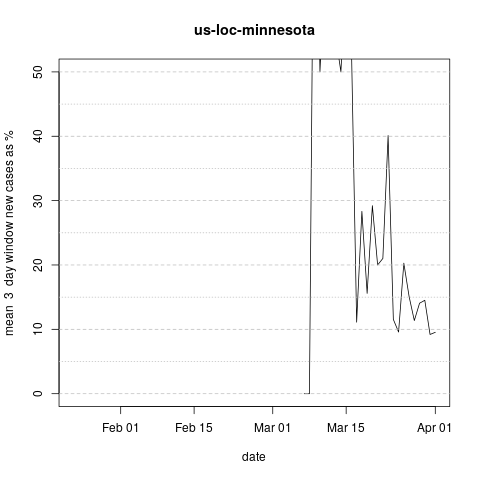 us-loc-minnesota
mean  3  day window new cases as %
50
40
30
20
10
0
Feb 01
Feb 15
Mar 01
Mar 15
Apr 01
date